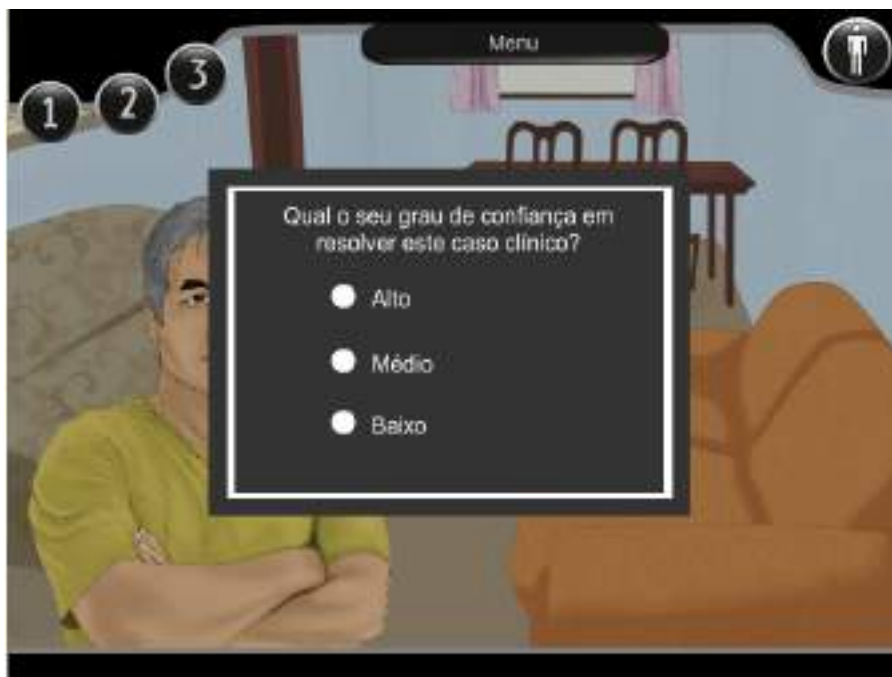 Menu
1
2
3
Qual o seu grau de confiança em
resolver este caso clínico?
Alto
Médio
Baixo